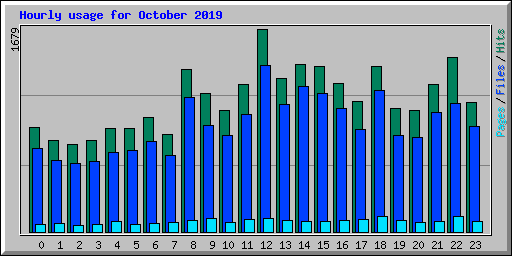 Hourly usage for October 2019
1679
Pages/Files/Hits
0 1 2 3 4 5 6 7 8 9 10 11 12 13 14 15 16 17 18 19 20 21 22 23